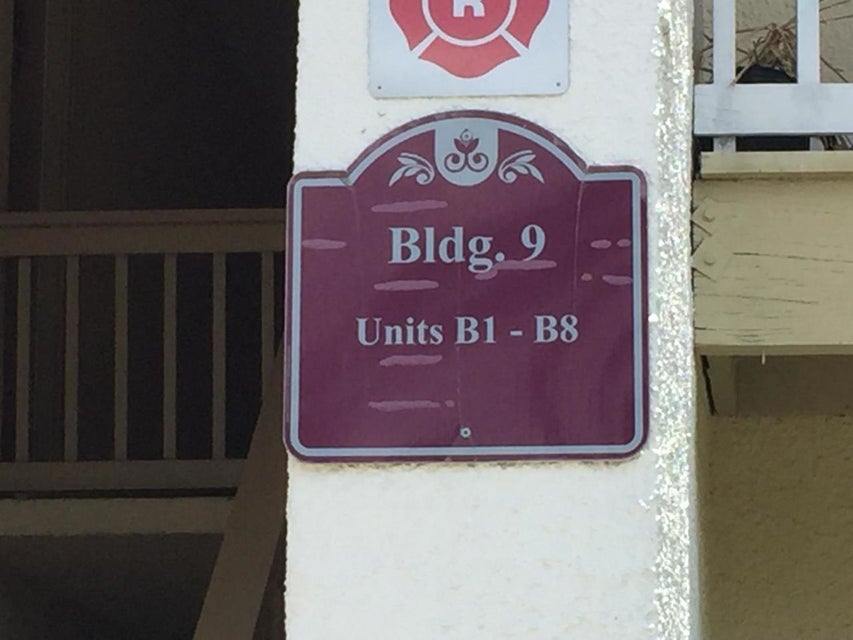 R
Bldg. 9
Units B1 - B8